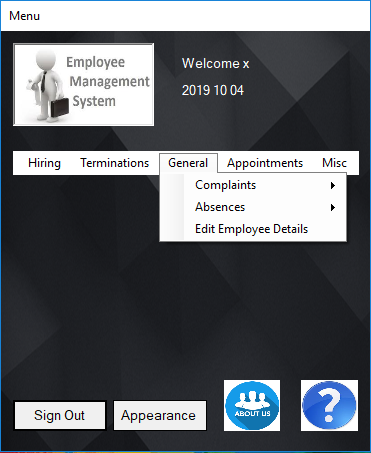 Menu
Employee
Management
System
Welcome x
2019 10 04
Hiring Terminations General Appointments Misc
Complaints
Absences
Edit Employee Details
Sign Out Appearance
ABOUT US
?